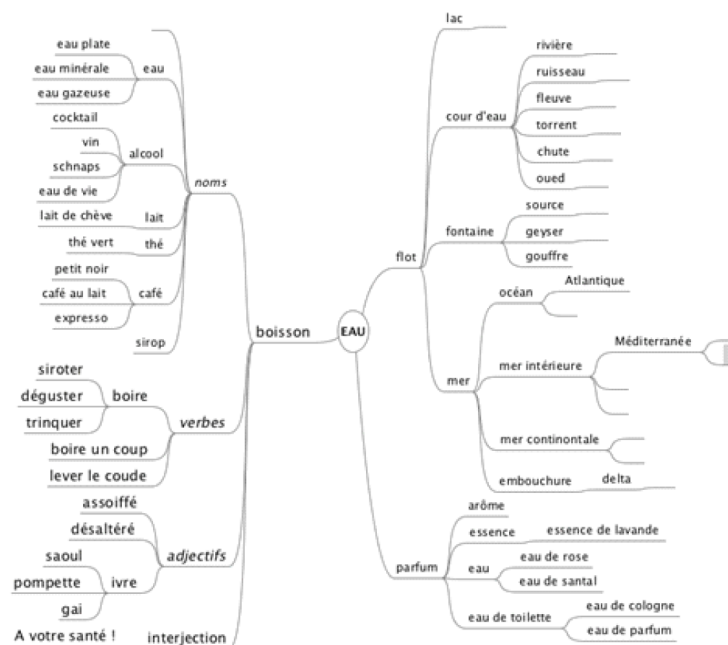 EAU
boisson
noms
eau
eau plate
eau minérale
eau gazeuse
alcool
cocktail
vin
schnaps
eau de vie
lait
lait de chève
thé
thé vert
café
petit noir
café au lait
expresso
sirop
verbes
boire
siroter
déguster
trinquer
boire un coup
lever le coude
adjectifs
assoiffé
désaltéré
ivre
saoul
pompette
gai
interjection
A votre santé !
flot
lac
cour d'eau
rivière
ruisseau
fleuve
torrent
chute
oued
fontaine
source
geyser
gouffre
mer
océan
Atlantique
mer intérieure
Méditerranée
mer continontale
embouchure
delta
parfum
arôme
essence
essence de lavande
eau
eau de rose
eau de santal
eau de toilette
eau de cologne
eau de parfum